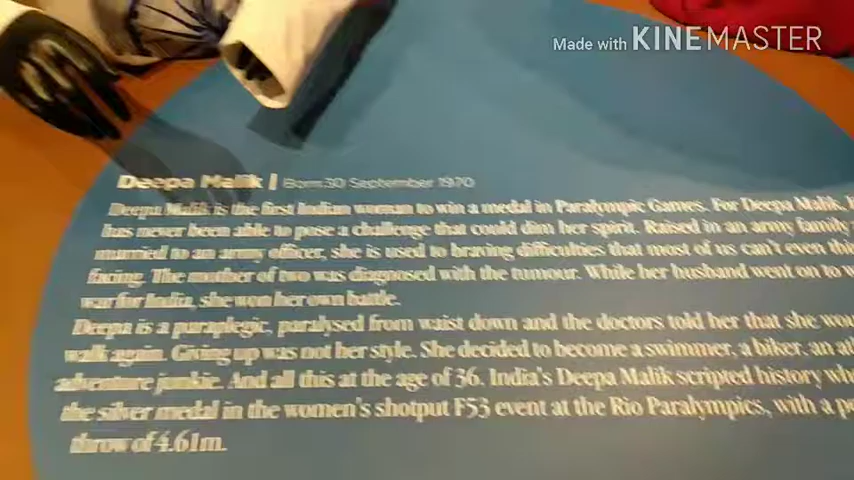 Made with KINEMASTER
Deepa Malik | Born 30 September 1970
Deepa Malik is the first Indian woman to win a medal in Paralympic Games. For Deepa Malik,
has never been able to pose a challenge that could dim her spirit. Raised in an army family
married to an army officer, she is used to braving difficulties that most of us can't even
facing. The mother of two was diagnosed with the tumour. While her husband went on to
war for India, she won her own battle.
Deepa is a paraplegic, paralysed from waist down and the doctors told her that she
walk again. Giving up was not her style. She decided to become a swimmer, a biker, an
adventure junkie. And all this at the age of 36. India's Deepa Malik scripted history
the silver medal in the women's shotput F53 event at the Rio Paralympics, with a
throw of 4.61m.